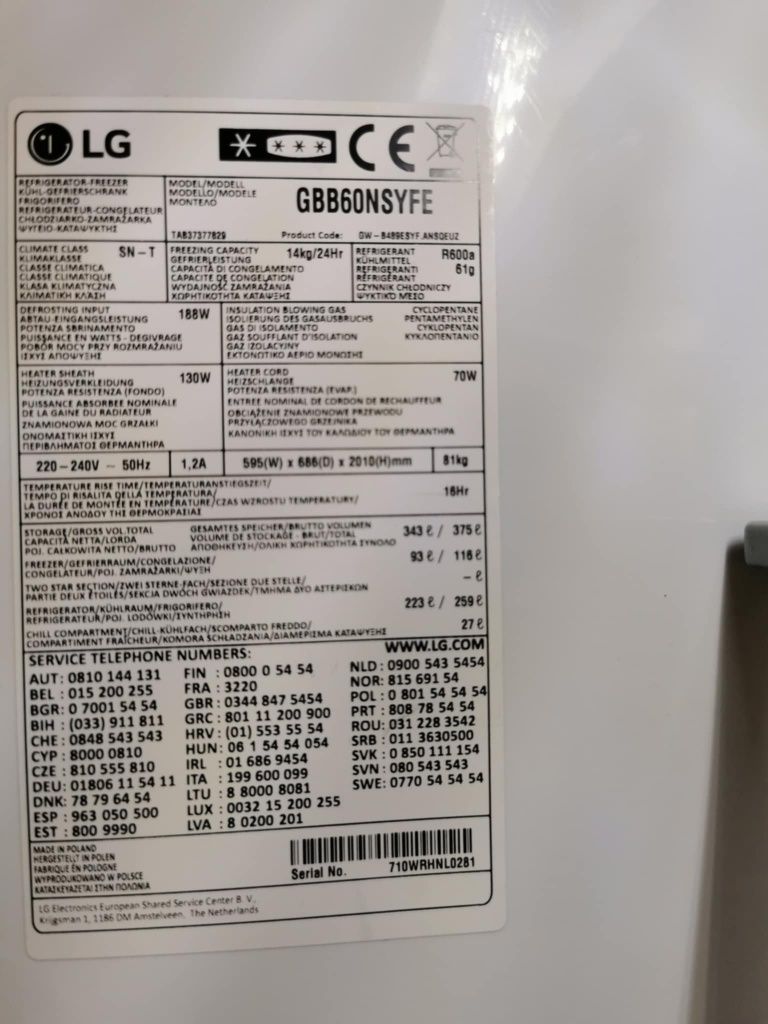 LG
CE
REFRIGERATOR-FREEZER
KÜHL-GEFRIERSCHRANK
FRIGORIFERO
REFRIGERATEUR-CONGELATEUR
CHŁODZIARKO-ZAMRAŻARKA
ΨΥΓΕΙΟ-ΚΑΤΑΨΥΚΤΗΣ
MODEL/MODELL
MODELLO/MODELE
ΜΟΝΤΕΛΟ
GBB60NSYFE
TAB37377829 Product Code: GW-B489ESYF.ANSQEUZ
CLIMATE CLASS SN-T
KLIMAKLASSE
CLASSE CLIMATICA
CLASSE CLIMATIQUE
KLASA KLIMATYCZNA
ΚΛΙΜΑΤΙΚΗ ΚΛΑΣΗ
FREEZING CAPACITY 14kg/24Hr
GEFRIERLEISTUNG
CAPACITÀ DI CONGELAMENTO
CAPACITE DE CONGELATION
WYDAJNOŚĆ ZAMRAŻANIA
ΧΩΡΗΤΙΚΟΤΗΤΑ ΚΑΤΑΨΥΞΗΣ
REFRIGERANT R600a
KÜHLMITTEL 61g
REFRIGERANTI
RÉFRIGÉRANT
CZYNNIK CHŁODNICZY
ΨΥΚΤΙΚΟ ΜΕΣΟ
DEFROSTING INPUT 188W
ABTAU-EINGANGSLEISTUNG
POTENZA SBRINAMENTO
PUISSANCE EN WATTS - DEGIVRAGE
POBÓR MOCY PRZY ROZMRAŻANIU
ΙΣΧΥΣ ΑΠΟΨΥΞΗΣ
INSULATION BLOWING GAS CYCLOPENTANE
ISOLIERUNG DES GASAUSBRUCHS PENTAMETHYLEN
GAS DI ISOLAMENTO CYKLOPENTAN
GAZ SOUFFLANT D'ISOLATION ΚΥΚΛΟΠΕΝΤΑΝΙΟ
GAZ IZOLACYJNY
ΕΚΤΟΝΩΤΙΚΟ ΑΕΡΙΟ ΜΟΝΩΣΗΣ
HEATER SHEATH 130W
HEIZUNGSVERKLEIDUNG
POTENZA RESISTENZA (FONDO)
PUISSANCE ABSORBEE NOMINALE
DE LA GAINE DU RADIATEUR
ZNAMIONOWA MOC GRZAŁKI
ΟΝΟΜΑΣΤΙΚΗ ΙΣΧΥΣ
ΠΕΡΙΒΛΗΜΑΤΟΣ ΘΕΡΜΑΝΤΗΡΑ
HEATER CORD 70W
HEIZSCHLANGE
POTENZA RESISTENZA (EVAP.)
ENTREE NOMINAL DE CORDON DE RECHAUFFEUR
OBCIĄŻENIE ZNAMIONOWE PRZEWODU
PRZYŁĄCZOWEGO GRZEJNIKA
ΚΑΝΟΝΙΚΗ ΙΣΧΥΣ ΤΟΥ ΚΑΛΩΔΙΟΥ ΤΟΥ ΘΕΡΜΑΝΤΗΡΑ
220-240V ~ 50Hz 1,2A 595(W) x 686(D) x 2010(H)mm 81kg
TEMPERATURE RISE TIME/TEMPERATURANSTIEGSZEIT/ 16Hr
TEMPO DI RISALITA DELLA TEMPERATURA/
LA DURÉE DE MONTÉE EN TEMPÉRATURE/CZAS WZROSTU TEMPERATURY/
ΧΡΟΝΟΣ ΑΝΟΔΟΥ ΤΗΣ ΘΕΡΜΟΚΡΑΣΙΑΣ
STORAGE/GROSS VOL.TOTAL GESAMTES SPEICHER/BRUTTO VOLUMEN 343 ℓ / 375 ℓ
CAPACITÀ NETTA/LORDA VOLUME DE STOCKAGE - BRUT/TOTAL
POJ. CAŁKOWITA NETTO/BRUTTO ΑΠΟΘΗΚΕΥΣΗ/ΟΛΙΚΗ ΧΩΡΗΤΙΚΟΤΗΤΑ ΣΥΝΟΛΟ
FREEZER/GEFRIERRAUM/CONGELAZIONE/ 93 ℓ / 116 ℓ
CONGELATEUR/POJ. ZAMRAŻARKI/ΨΥΞΗ
TWO STAR SECTION/ZWEI STERNE-FACH/SEZIONE DUE STELLE/ - ℓ
PARTIE DEUX ÉTOILES/SEKCJA DWÓCH GWIAZDEK/ΤΜΗΜΑ ΔΥΟ ΑΣΤΕΡΙΣΚΩΝ
REFRIGERATOR/KÜHLRAUM/FRIGORIFERO/ 223 ℓ / 259 ℓ
REFRIGERATEUR/POJ. LODÓWKI/ΣΥΝΤΗΡΗΣΗ
CHILL COMPARTMENT/CHILL-KÜHLFACH/SCOMPARTO FREDDO/ 27 ℓ
COMPARTIMENT FRAÎCHEUR/KOMORA SCHŁADZANIA/ΔΙΑΜΕΡΙΣΜΑ ΚΑΤΑΨΥΞΗΣ
SERVICE TELEPHONE NUMBERS: WWW.LG.COM
AUT: 0810 144 131
BEL : 015 200 255
BGR: 0 7001 54 54
BIH : (033) 911 811
CHE : 0848 543 543
CYP : 8000 0810
CZE : 810 555 810
DEU: 01806 11 54 11
DNK: 78 79 64 54
ESP : 963 050 500
EST : 800 9990
FIN : 0800 0 54 54
FRA : 3220
GBR : 0344 847 5454
GRC : 801 11 200 900
HRV : (01) 553 55 54
HUN: 06 1 54 54 054
IRL : 01 686 9454
ITA : 199 600 099
LTU : 8 8000 8081
LUX : 0032 15 200 255
LVA : 8 0200 201
NLD : 0900 543 5454
NOR: 815 691 54
POL : 0 801 54 54 54
PRT : 808 78 54 54
ROU: 031 228 3542
SRB : 011 3630500
SVK : 0 850 111 154
SVN : 080 543 543
SWE: 0770 54 54 54
MADE IN POLAND
HERGESTELLT IN POLEN
FABRIQUÉ EN POLOGNE
WYPRODUKOWANO W POLSCE
ΚΑΤΑΣΚΕΥΑΖΕΤΑΙ ΣΤΗΝ ΠΟΛΩΝΙΑ
Serial No. 710WRHNL0281
LG Electronics European Shared Service Center B.V.,
Krijgsman 1, 1186 DM Amstelveen, The Netherlands